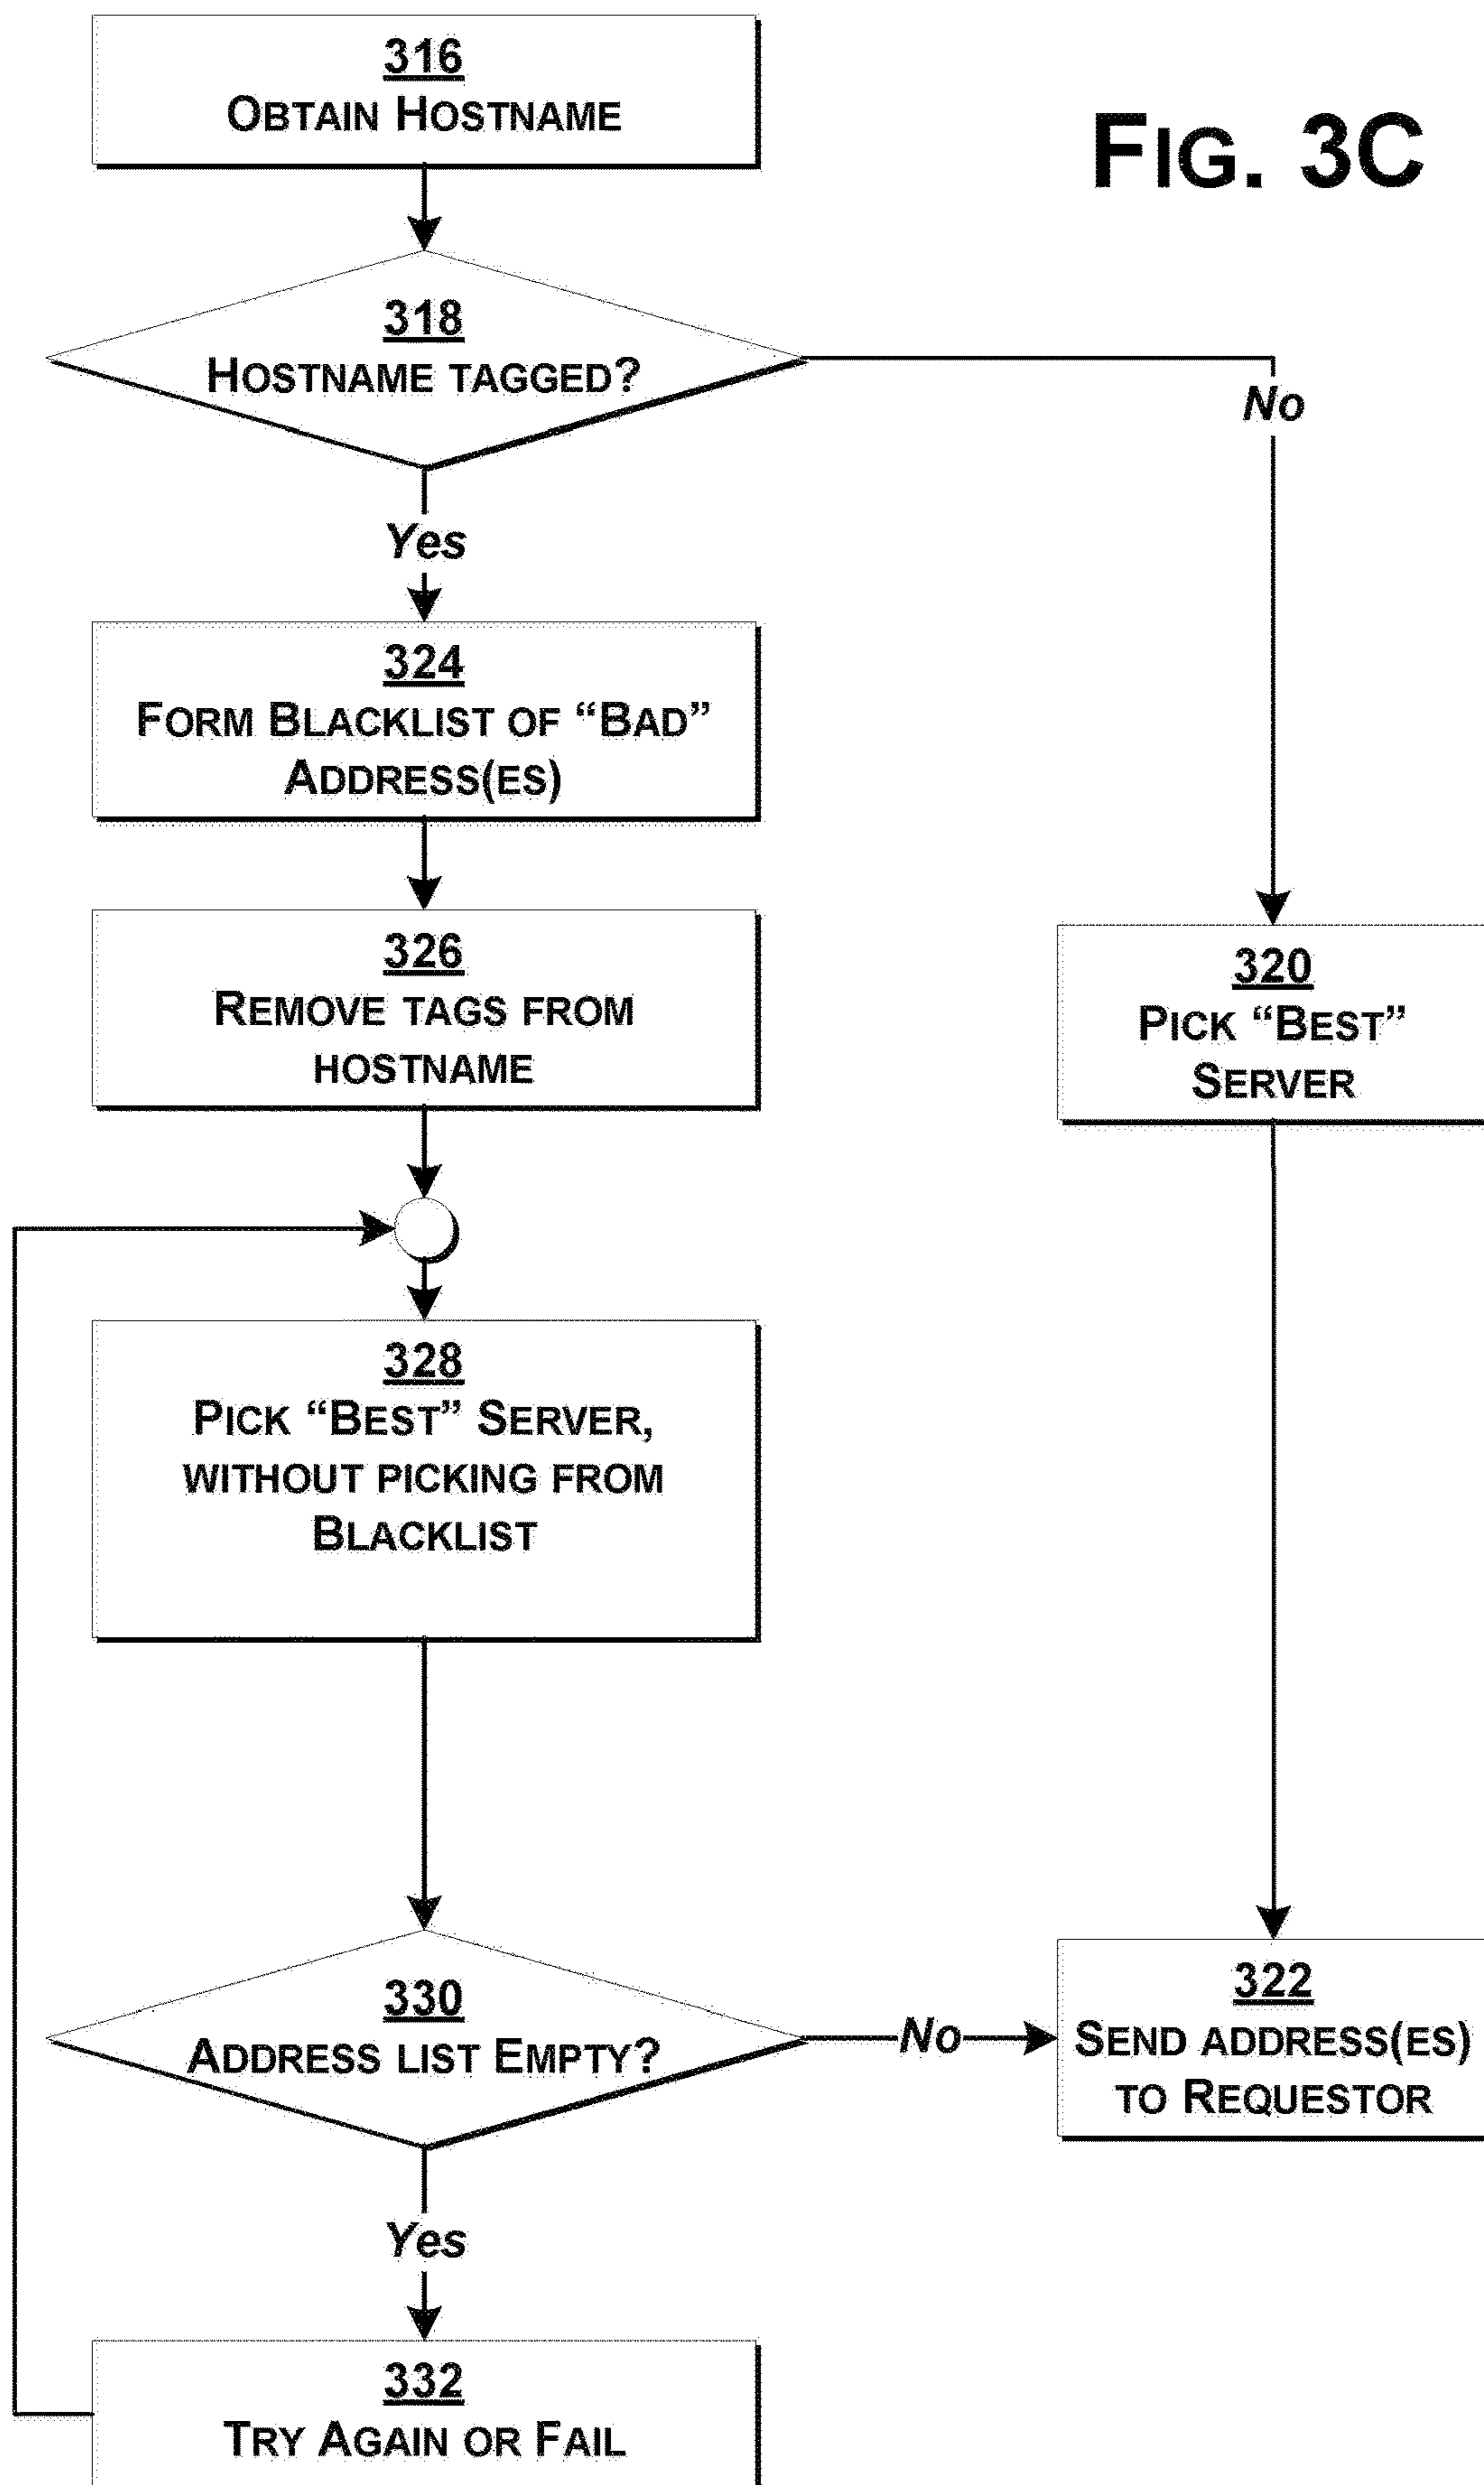 316
OBTAIN HOSTNAME
FIG. 3C
318
HOSTNAME TAGGED?
No
Yes
324
FORM BLACKLIST OF “BAD”
ADDRESS(ES)
326
REMOVE TAGS FROM
HOSTNAME
320
PICK “BEST”
SERVER
328
PICK “BEST” SERVER,
WITHOUT PICKING FROM
BLACKLIST
330
ADDRESS LIST EMPTY?
No
322
SEND ADDRESS(ES)
TO REQUESTOR
Yes
332
TRY AGAIN OR FAIL